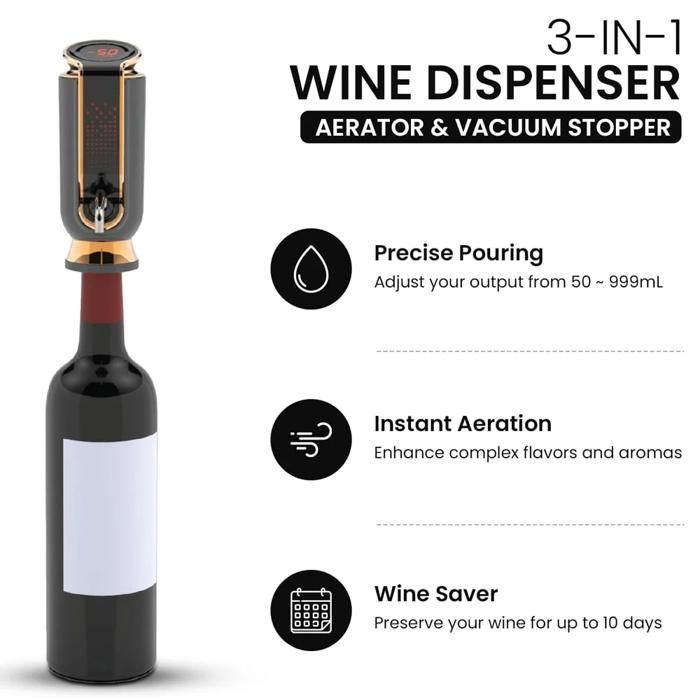 3-IN-1
WINE DISPENSER
AERATOR & VACUUM STOPPER
Precise Pouring
Adjust your output from 50 ~ 999mL
Instant Aeration
Enhance complex flavors and aromas
Wine Saver
Preserve your wine for up to 10 days